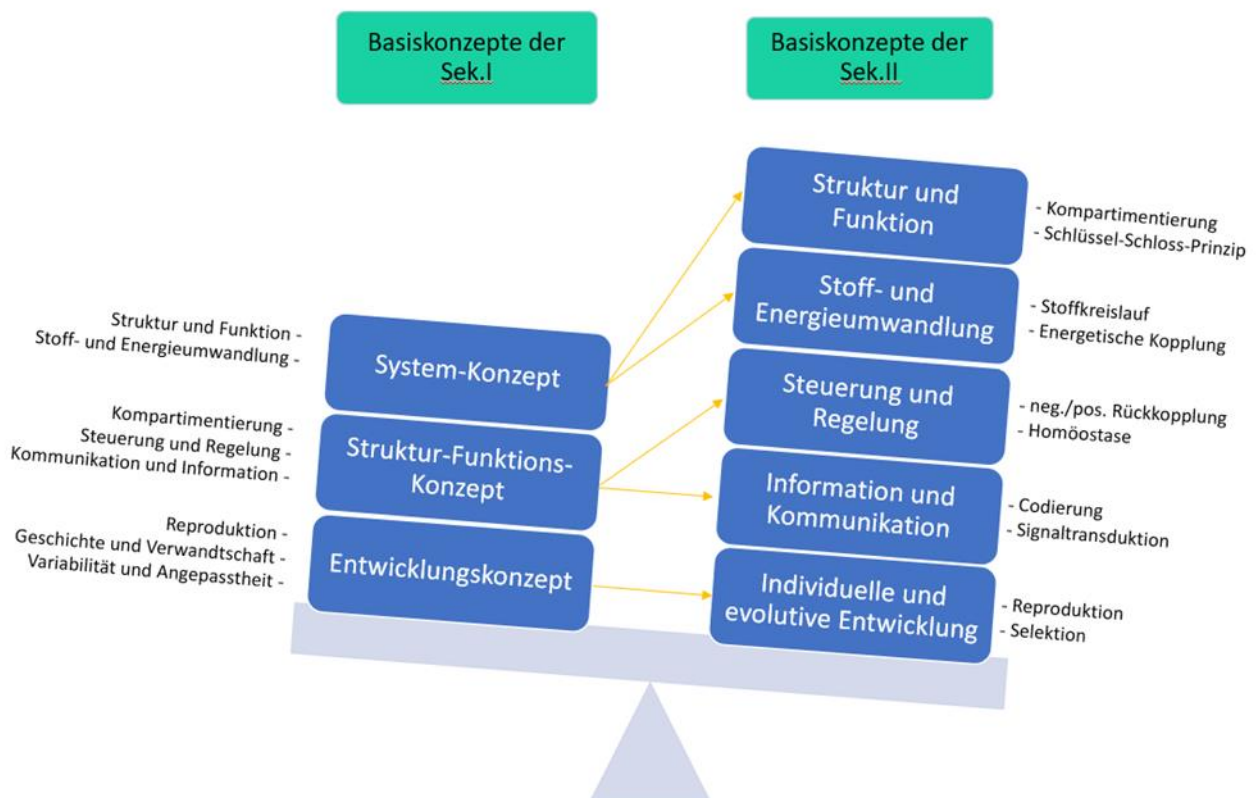 Basiskonzepte der
Sek.I
Basiskonzepte der
Sek.II
Struktur und Funktion -
Stoff- und Energieumwandlung -
System-Konzept
Kompartimentierung -
Steuerung und Regelung -
Kommunikation und Information -
Struktur-Funktions-
Konzept
Reproduktion -
Geschichte und Verwandtschaft -
Variabilität und Angepasstheit -
Entwicklungskonzept
Struktur und
Funktion
- Kompartimentierung
- Schlüssel-Schloss-Prinzip
Stoff- und
Energieumwandlung
- Stoffkreislauf
- Energetische Kopplung
Steuerung und
Regelung
- neg./pos. Rückkopplung
- Homöostase
Information und
Kommunikation
- Codierung
- Signaltransduktion
Individuelle und
evolutive Entwicklung
- Reproduktion
- Selektion